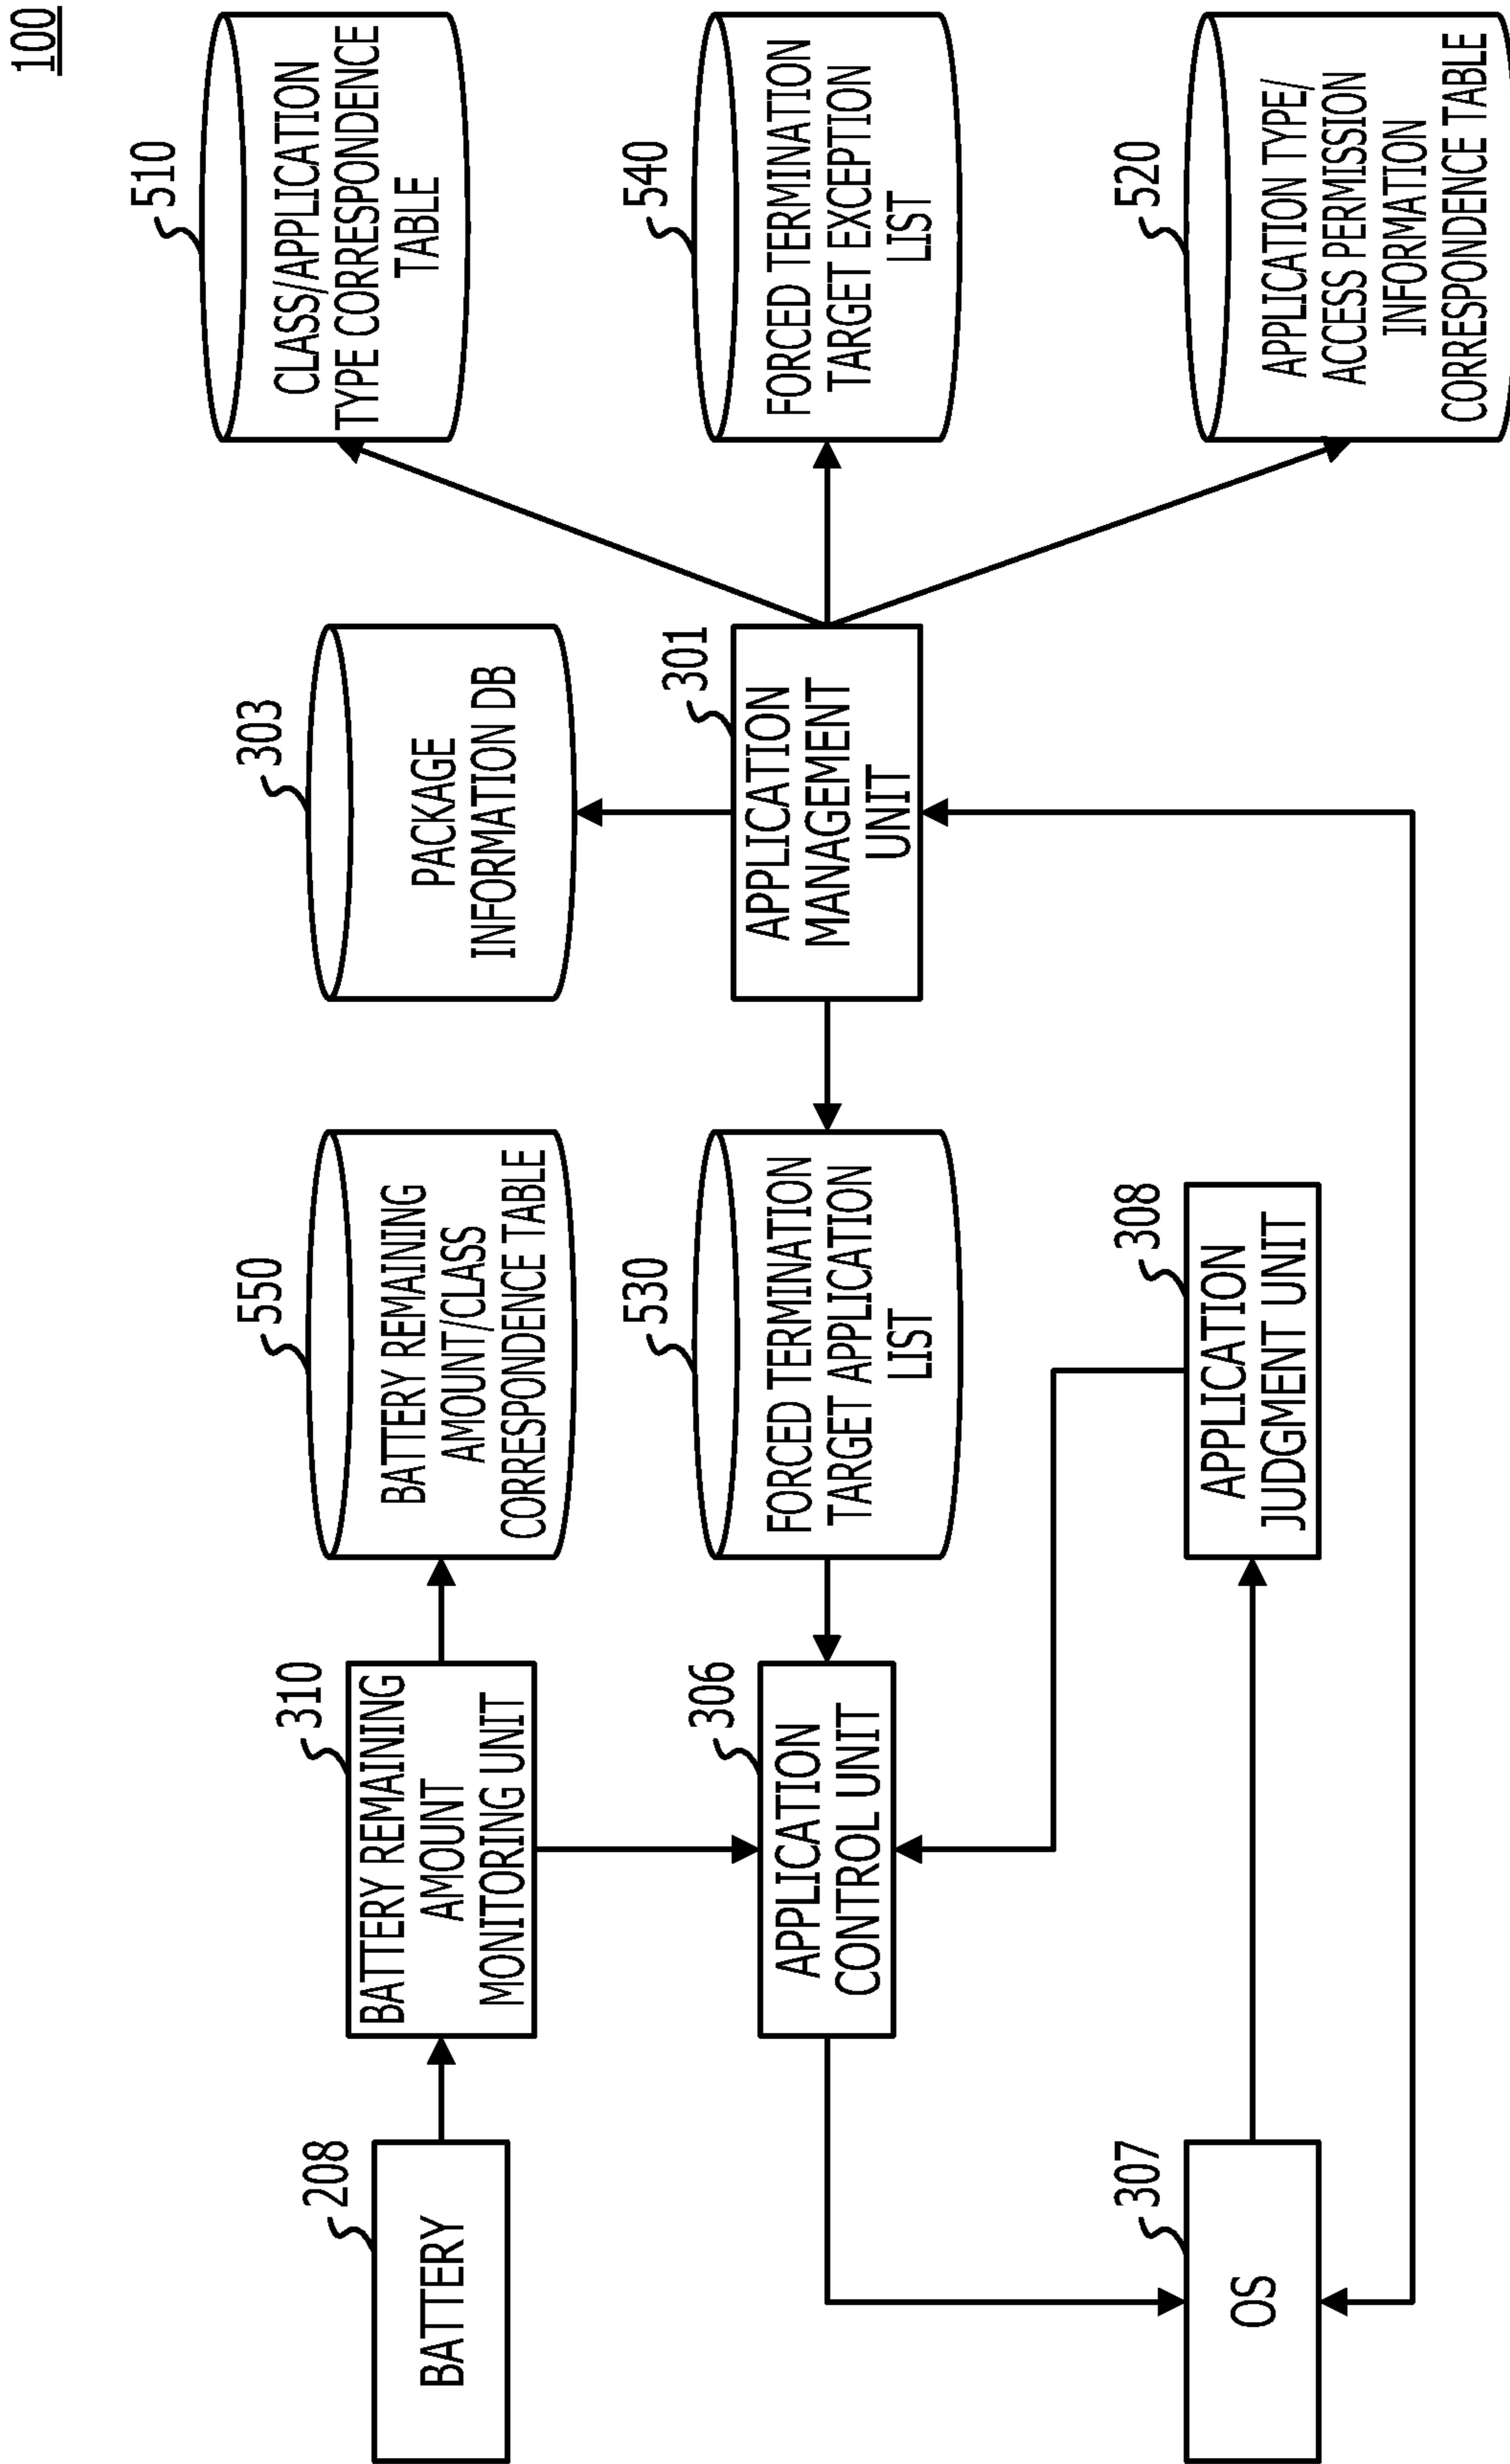 100
510
CLASS/APPLICATION
TYPE CORRESPONDENCE
TABLE
303
PACKAGE
INFORMATION DB
550
BATTERY REMAINING
AMOUNT/CLASS
CORRESPONDENCE TABLE
310
BATTERY REMAINING
AMOUNT
MONITORING UNIT
208
BATTERY
540
FORCED TERMINATION
TARGET EXCEPTION
LIST
301
APPLICATION
MANAGEMENT
UNIT
530
FORCED TERMINATION
TARGET APPLICATION
LIST
306
APPLICATION
CONTROL UNIT
520
APPLICATION TYPE/
ACCESS PERMISSION
INFORMATION
CORRESPONDENCE TABLE
308
APPLICATION
JUDGMENT UNIT
307
OS